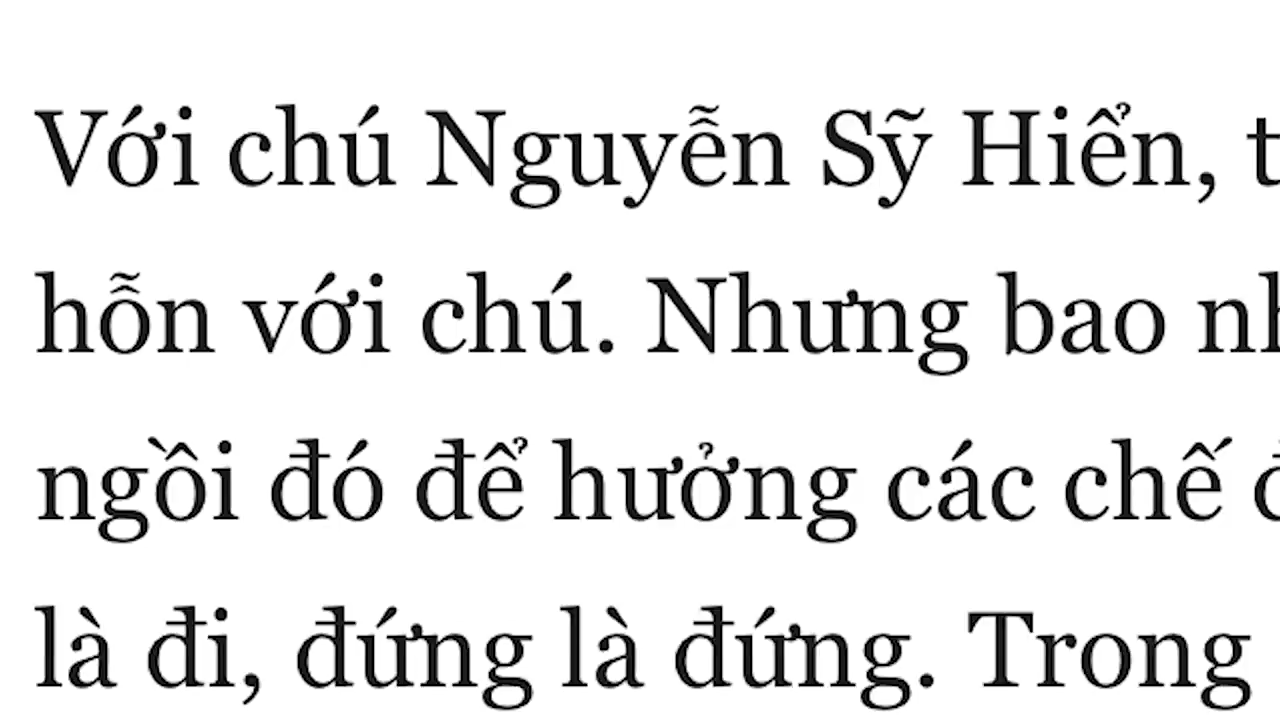 Với chú Nguyễn Sỹ Hiển,
hỗn với chú. Nhưng bao
ngồi đó để hưởng các chế
là đi, đứng là đứng. Trong